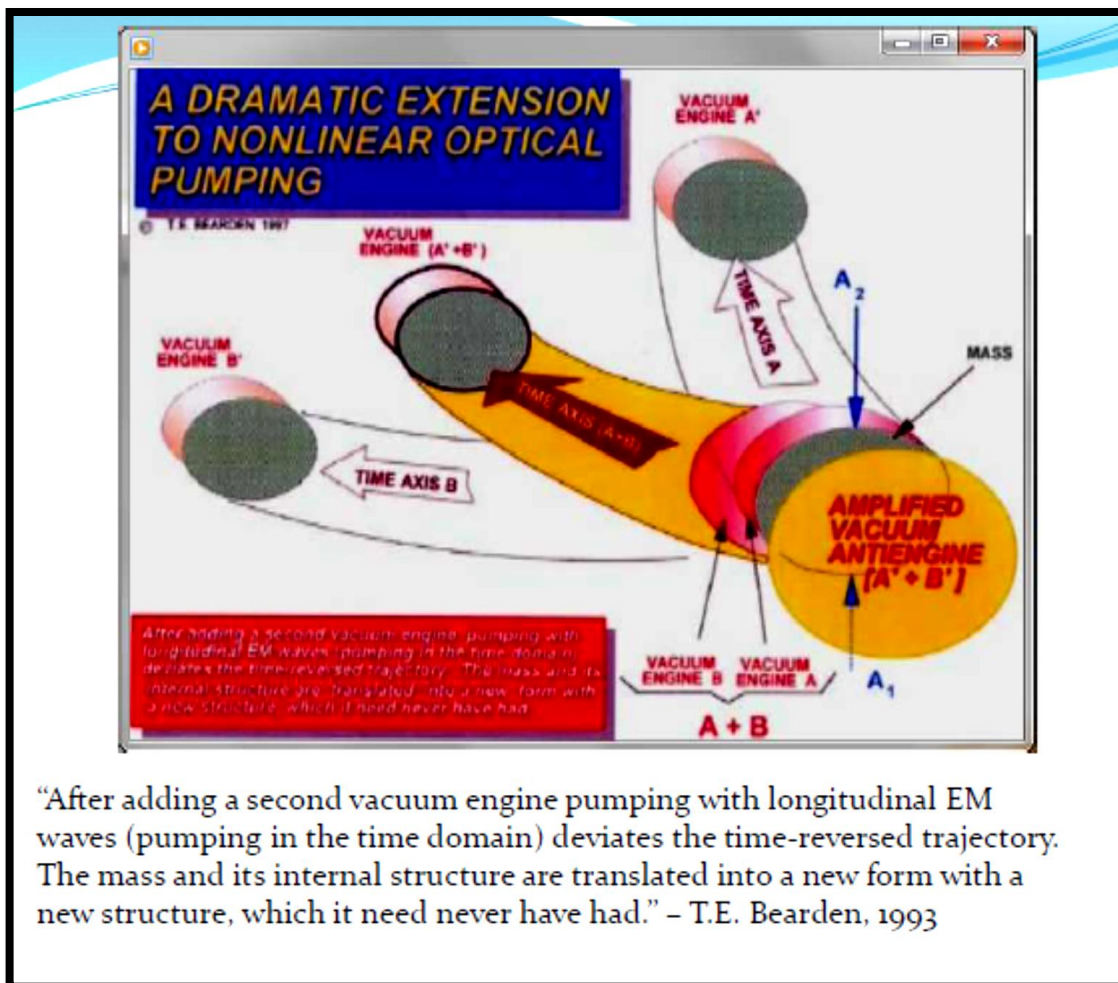 A DRAMATIC EXTENSION
TO NONLINEAR OPTICAL
PUMPING
© T.E. BEARDEN 1997
VACUUM
ENGINE A'
VACUUM
ENGINE (A'+B')
VACUUM
ENGINE B'
TIME AXIS A
A2
MASS
TIME AXIS (A+B)
TIME AXIS B
AMPLIFIED
VACUUM
ANTIENGINE
[A' + B']
After adding a second vacuum engine, pumping with
longitudinal EM waves (pumping in the time domain)
deviates the time-reversed trajectory. The mass and its
internal structure are translated into a new form with
a new structure, which it need never have had.
VACUUM
ENGINE B
VACUUM
ENGINE A
A1
A + B
“After adding a second vacuum engine pumping with longitudinal EM
waves (pumping in the time domain) deviates the time-reversed trajectory.
The mass and its internal structure are translated into a new form with a
new structure, which it need never have had.” – T.E. Bearden, 1993